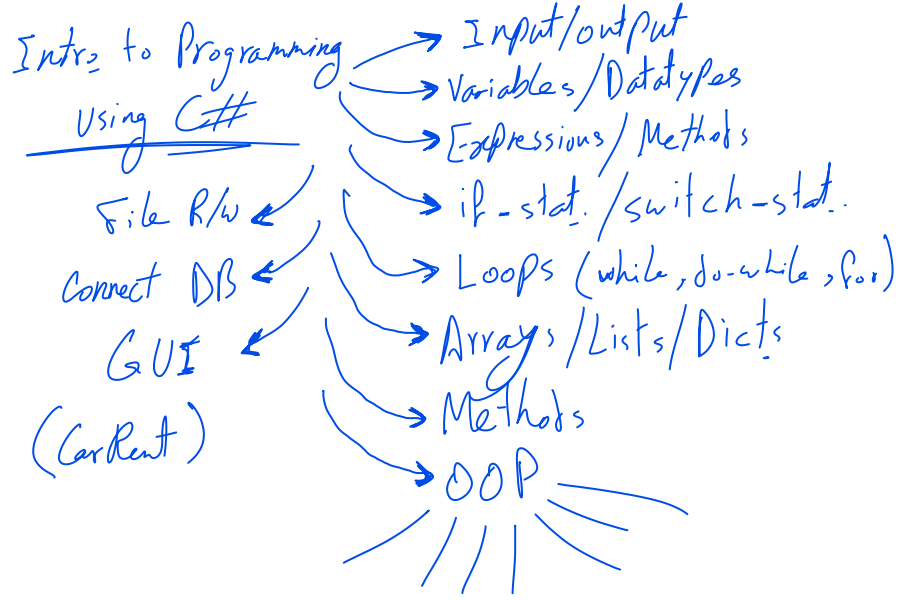 Intro to Programming
Using C#
File R/W
Connect DB
GUI
(CarRent)
Input/output
Variables/Datatypes
Expressions/Methods
if-stat./switch-stat..
Loops (while, do-while, for)
Arrays/Lists/Dicts
Methods
OOP